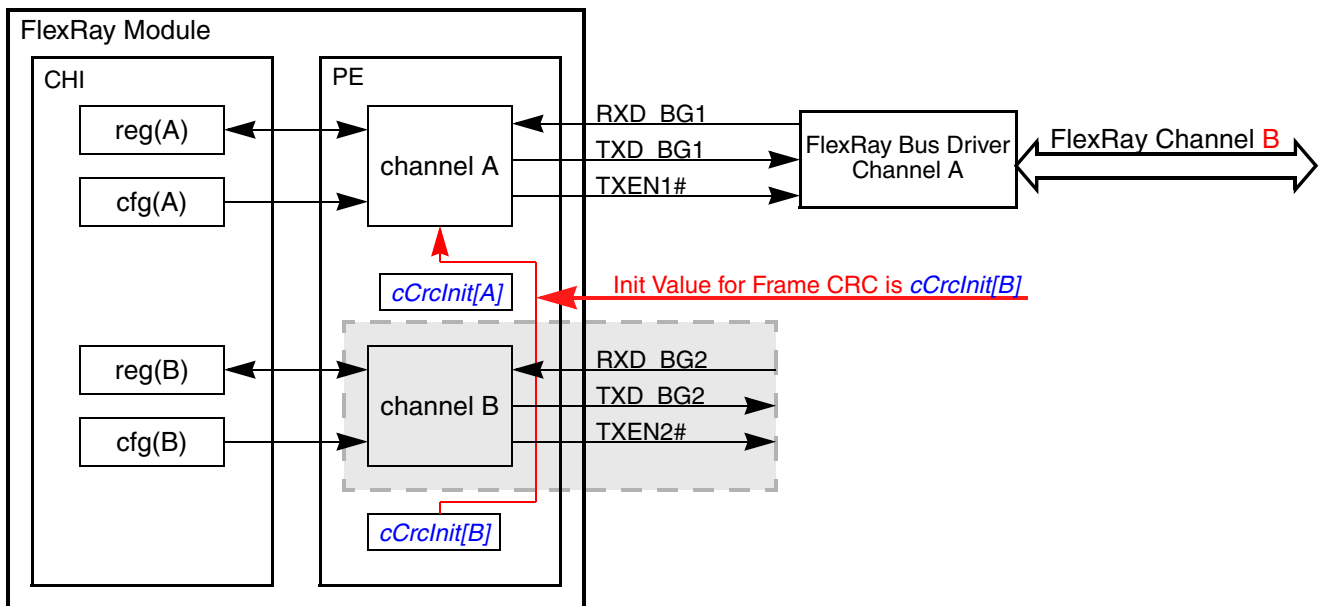 FlexRay Module
CHI
PE
reg(A)
cfg(A)
channel A
RXD_BG1
TXD_BG1
TXEN1#
FlexRay Bus Driver
Channel A
FlexRay Channel B
cCrcInit[A]
Init Value for Frame CRC is cCrcInit[B]
reg(B)
cfg(B)
channel B
RXD_BG2
TXD_BG2
TXEN2#
cCrcInit[B]